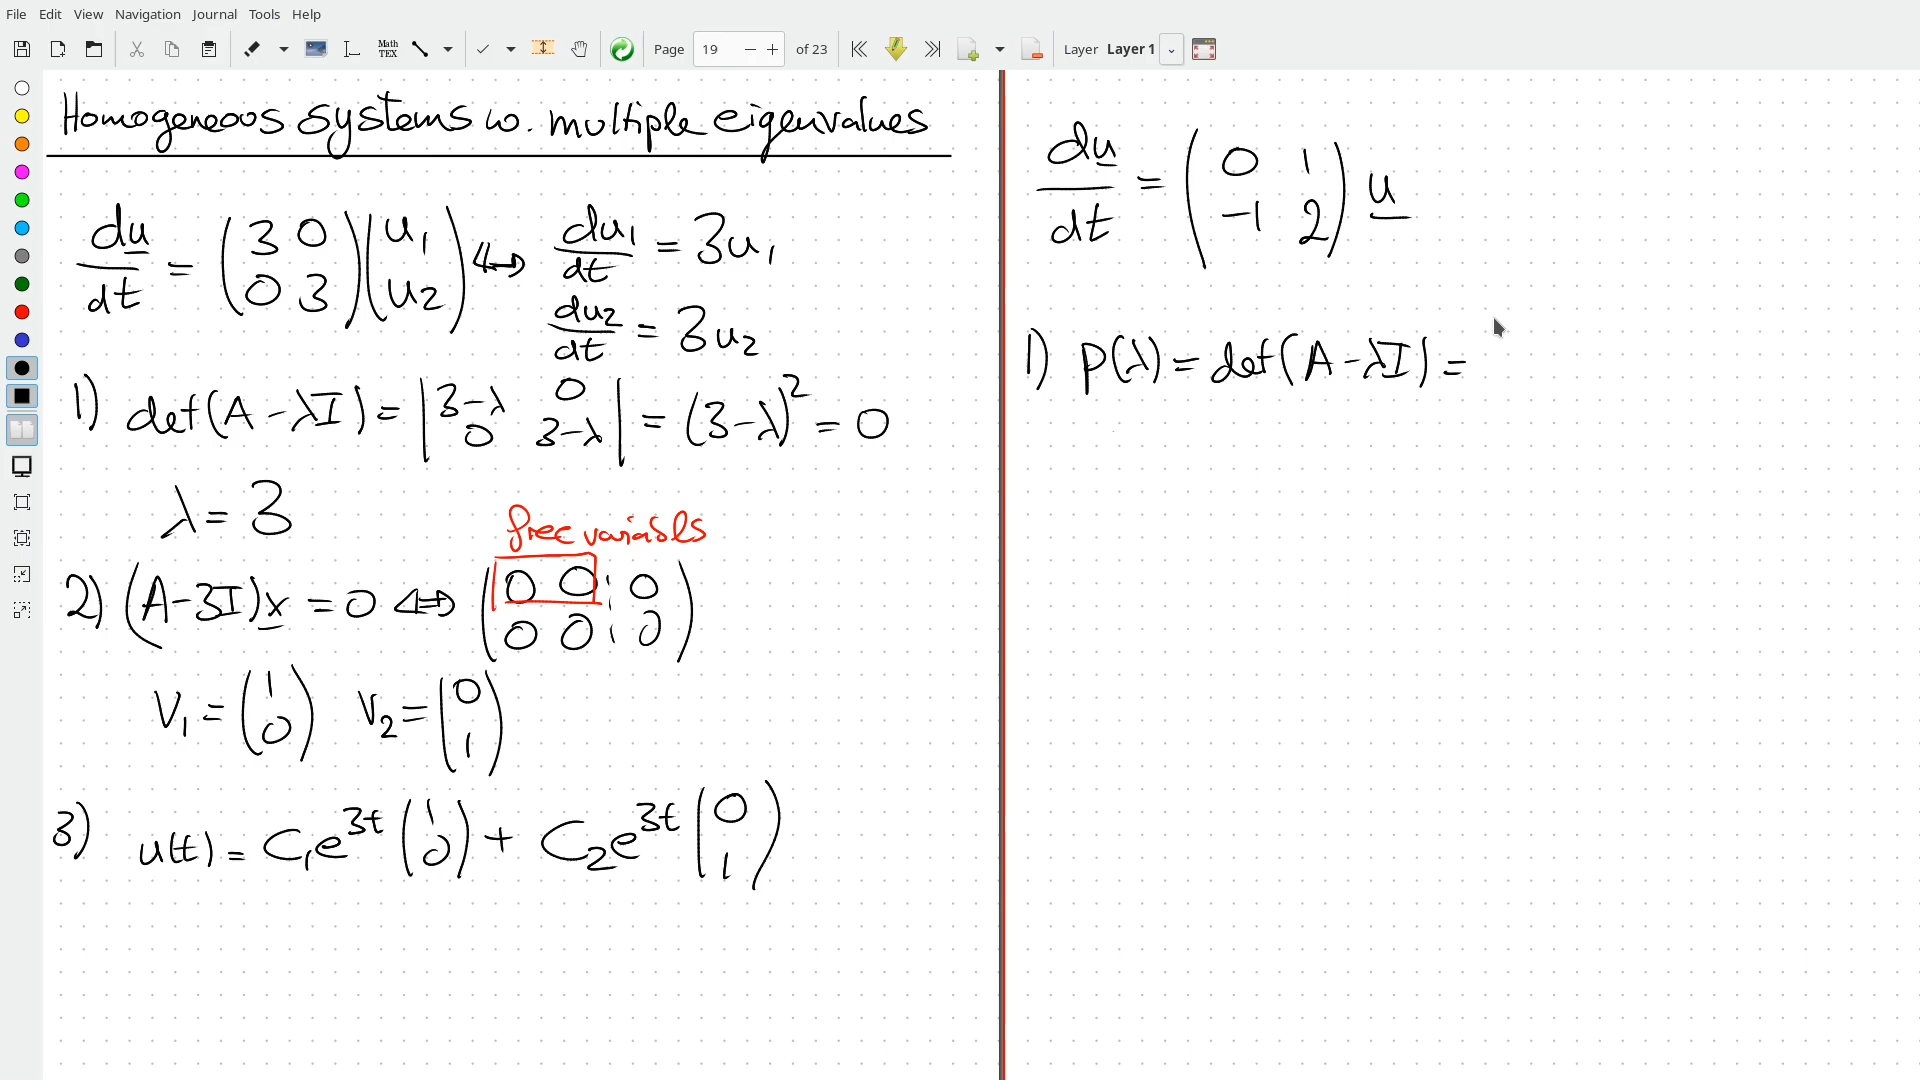 File Edit View Navigation Journal Tools Help
Math TEX
Page 19 of 23 Layer Layer 1
Homogeneous systems w. multiple eigenvalues
du/dt = (3 0; 0 3)(u1; u2) ⇔ du1/dt = 3u1
du2/dt = 3u2
1) det(A - λI) = |3-λ 0; 0 3-λ| = (3-λ)² = 0
λ = 3
free variabls
2) (A-3I)x = 0 ⇔ (0 0 ¦ 0; 0 0 ¦ 0)
V1 = (1; 0) V2 = (0; 1)
3) u(t) = C1e^3t (1; 0) + C2e^3t (0; 1)
du/dt = (0 1; -1 2) u
1) P(λ) = det(A - λI) =